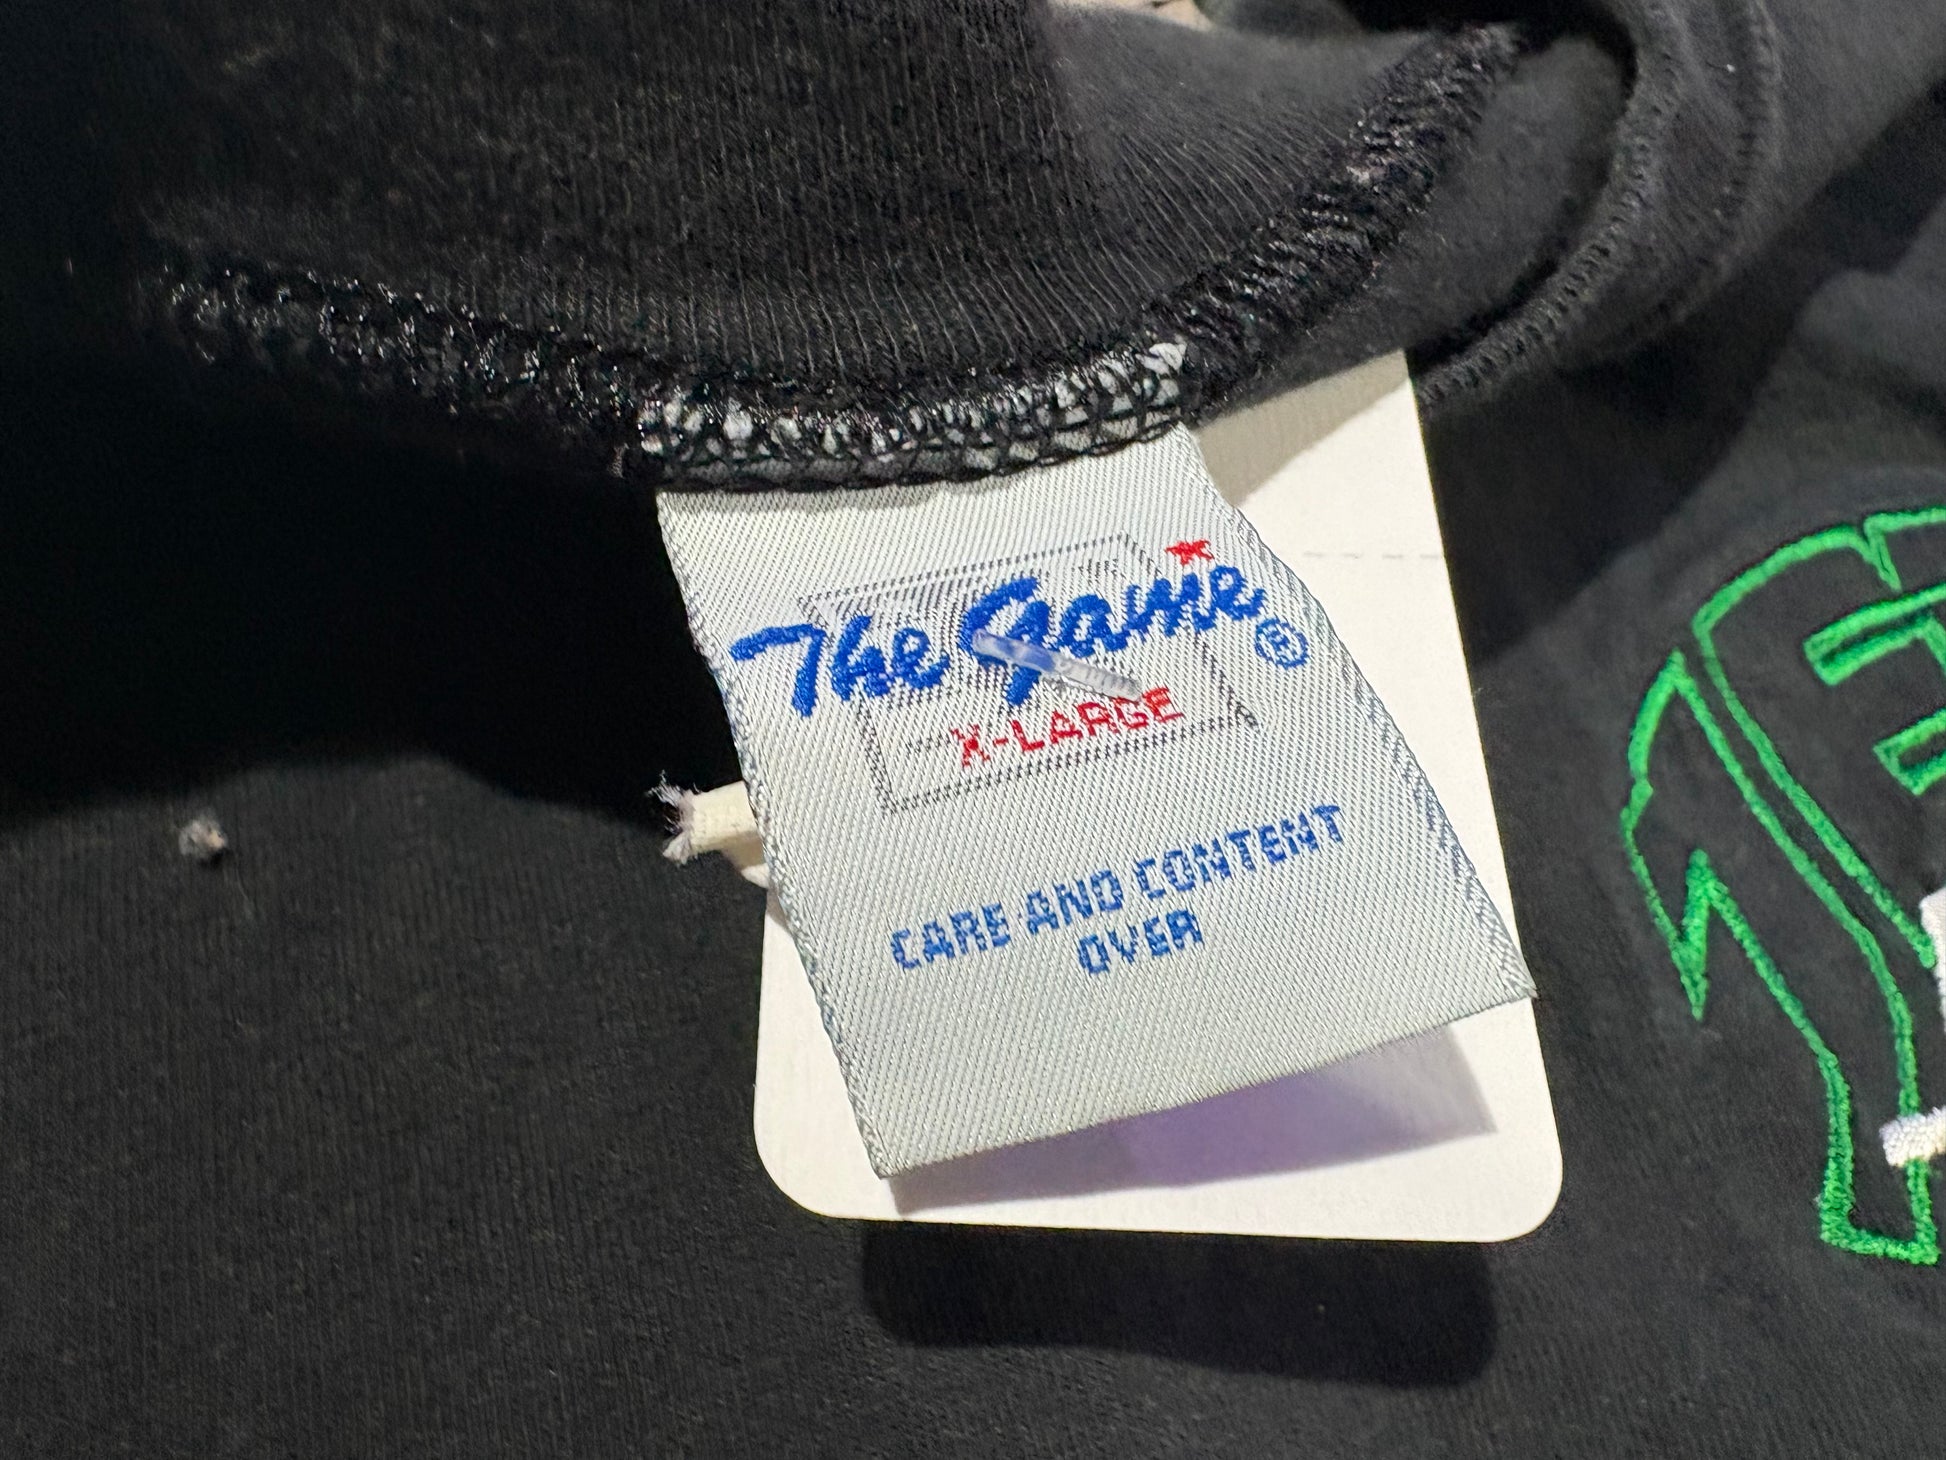 The Game®
X-LARGE
CARE AND CONTENT
OVER